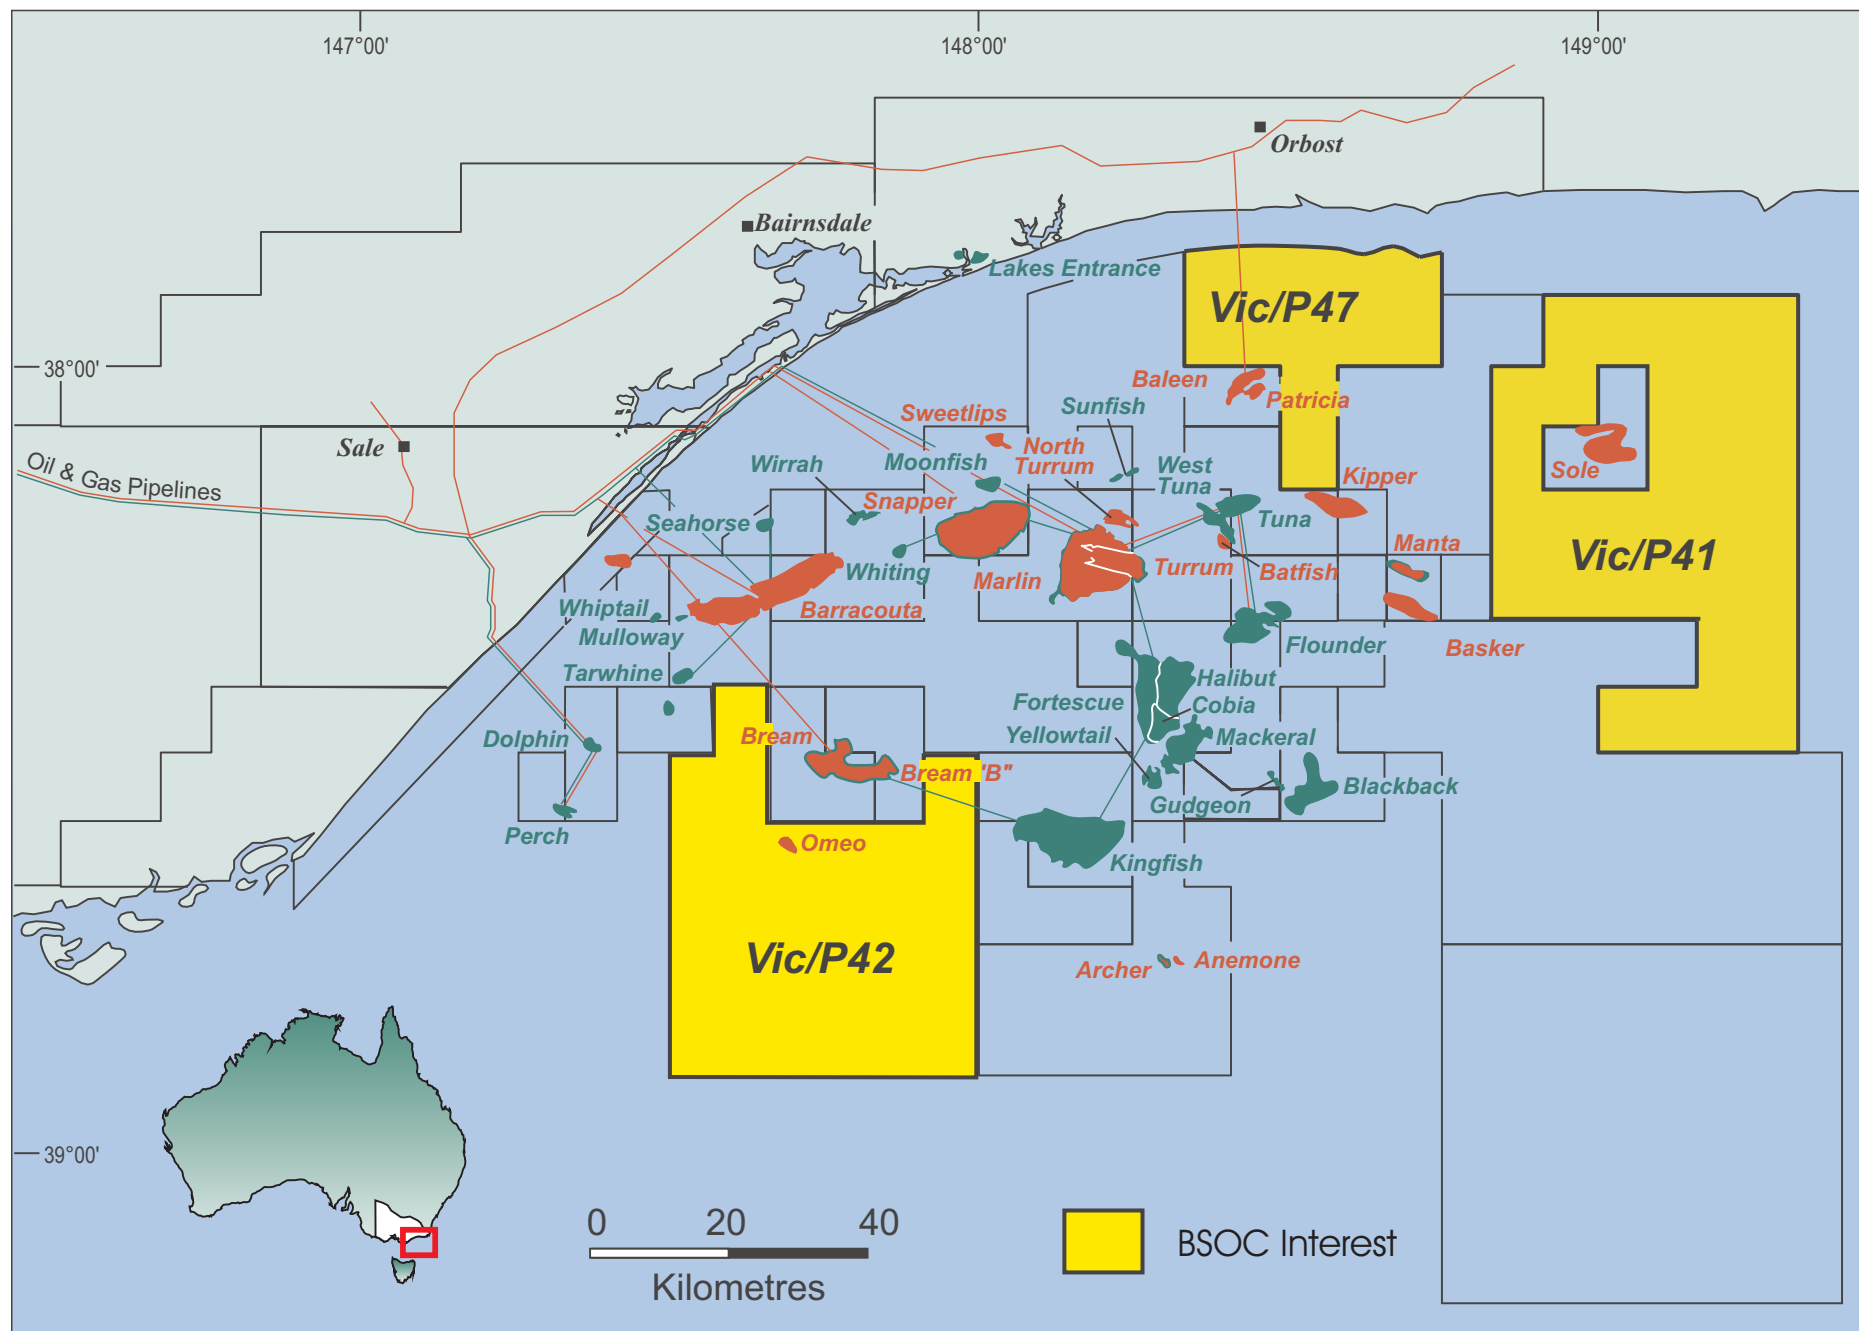 147°00'
148°00'
149°00'
Orbost
Bairnsdale
Lakes Entrance
Vic/P47
38°00'
Baleen
Patricia
Sunfish
Sweetlips
Sale
North
Turrum
Moonfish
West
Tuna
Wirrah
Kipper
Sole
Oil & Gas Pipelines
Snapper
Seahorse
Tuna
Manta
Vic/P41
Whiting
Marlin
Turrum
Batfish
Whiptail
Barracouta
Mulloway
Flounder
Basker
Tarwhine
Halibut
Fortescue
Cobia
Dolphin
Bream
Yellowtail
Mackeral
Bream "B"
Blackback
Gudgeon
Perch
Omeo
Kingfish
Vic/P42
Archer
Anemone
39°00'
0 20 40
Kilometres
BSOC Interest